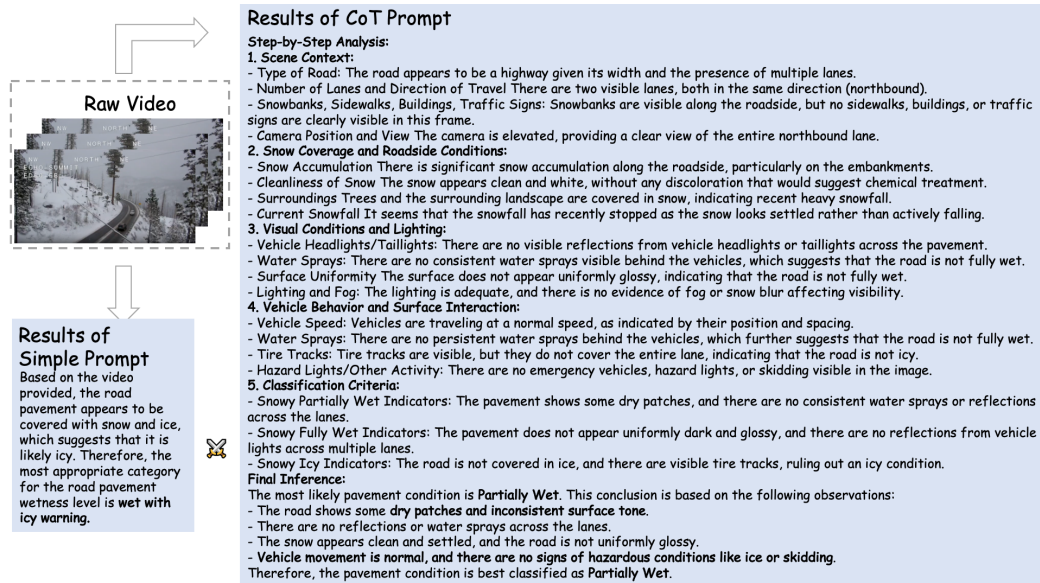 Results of CoT Prompt
Step-by-Step Analysis:
1. Scene Context:
- Type of Road: The road appears to be a highway given its width and the presence of multiple lanes.
- Number of Lanes and Direction of Travel There are two visible lanes, both in the same direction (northbound).
- Snowbanks, Sidewalks, Buildings, Traffic Signs: Snowbanks are visible along the roadside, but no sidewalks, buildings, or traffic
signs are clearly visible in this frame.
- Camera Position and View The camera is elevated, providing a clear view of the entire northbound lane.
2. Snow Coverage and Roadside Conditions:
- Snow Accumulation There is significant snow accumulation along the roadside, particularly on the embankments.
- Cleanliness of Snow The snow appears clean and white, without any discoloration that would suggest chemical treatment.
- Surroundings Trees and the surrounding landscape are covered in snow, indicating recent heavy snowfall.
- Current Snowfall It seems that the snowfall has recently stopped as the snow looks settled rather than actively falling.
3. Visual Conditions and Lighting:
- Vehicle Headlights/Taillights: There are no visible reflections from vehicle headlights or taillights across the pavement.
- Water Sprays: There are no consistent water sprays visible behind the vehicles, which suggests that the road is not fully wet.
- Surface Uniformity The surface does not appear uniformly glossy, indicating that the road is not fully wet.
- Lighting and Fog: The lighting is adequate, and there is no evidence of fog or snow blur affecting visibility.
4. Vehicle Behavior and Surface Interaction:
- Vehicle Speed: Vehicles are traveling at a normal speed, as indicated by their position and spacing.
- Water Sprays: There are no persistent water sprays behind the vehicles, which further suggests that the road is not fully wet.
- Tire Tracks: Tire tracks are visible, but they do not cover the entire lane, indicating that the road is not icy.
- Hazard Lights/Other Activity: There are no emergency vehicles, hazard lights, or skidding visible in the image.
5. Classification Criteria:
- Snowy Partially Wet Indicators: The pavement shows some dry patches, and there are no consistent water sprays or reflections
across the lanes.
- Snowy Fully Wet Indicators: The pavement does not appear uniformly dark and glossy, and there are no reflections from vehicle
lights across multiple lanes.
- Snowy Icy Indicators: The road is not covered in ice, and there are visible tire tracks, ruling out an icy condition.
Final Inference:
The most likely pavement condition is Partially Wet. This conclusion is based on the following observations:
- The road shows some dry patches and inconsistent surface tone.
- There are no reflections or water sprays across the lanes.
- The snow appears clean and settled, and the road is not uniformly glossy.
- Vehicle movement is normal, and there are no signs of hazardous conditions like ice or skidding.
Therefore, the pavement condition is best classified as Partially Wet.
Raw Video
NORTH NE
NORTH NE
NORTH NE
ECHO SUMMIT
Results of
Simple Prompt
Based on the video
provided, the road
pavement appears to be
covered with snow and ice,
which suggests that it is
likely icy. Therefore, the
most appropriate category
for the road pavement
wetness level is wet with
icy warning.